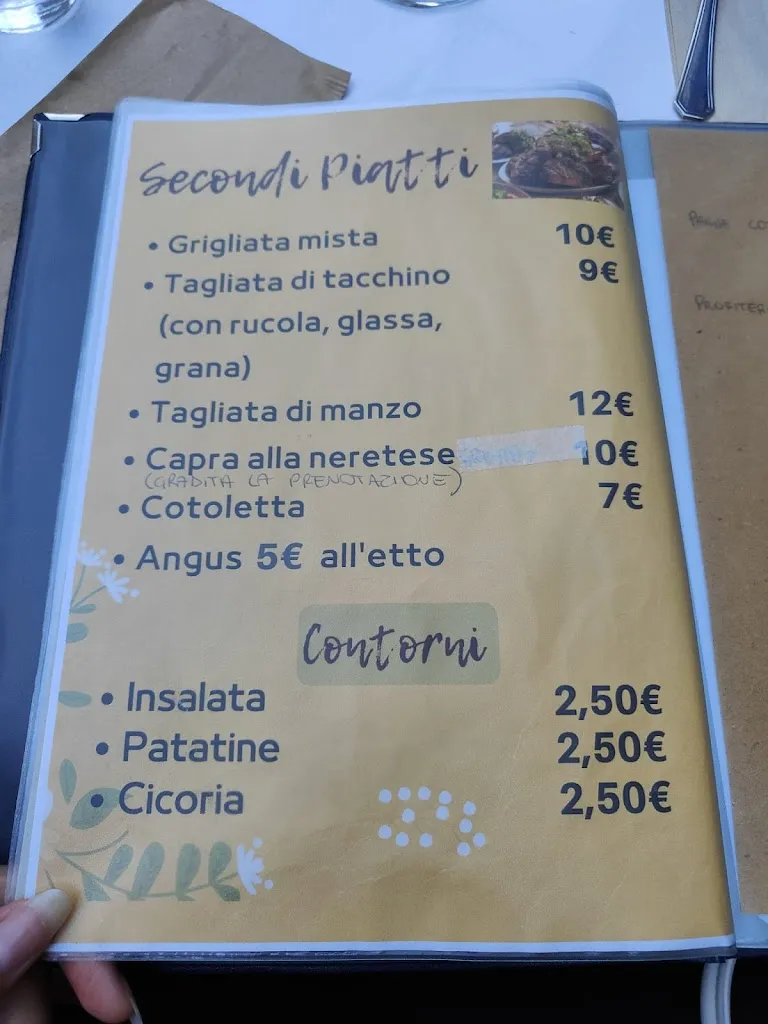 Secondi Piatti
• Grigliata mista 10€
• Tagliata di tacchino 9€
(con rucola, glassa,
grana)
• Tagliata di manzo 12€
• Capra alla neretese 10€
(GRADITA LA PRENOTAZIONE)
• Cotoletta 7€
• Angus 5€ all'etto
Contorni
• Insalata 2,50€
• Patatine 2,50€
• Cicoria 2,50€